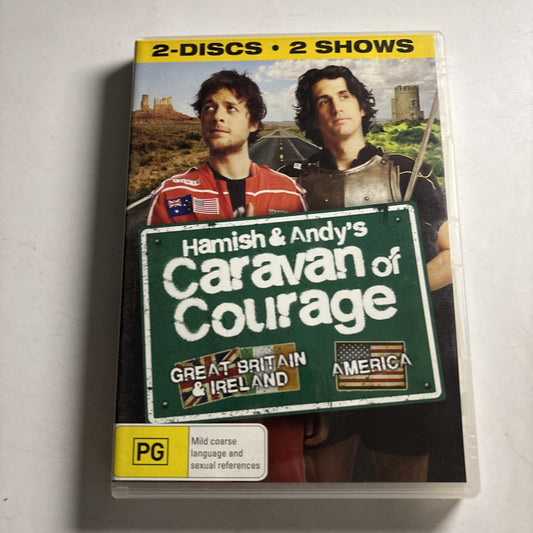 2-DISCS • 2 SHOWS
Hamish & Andy's
Caravan of
Courage
GREAT BRITAIN
& IRELAND
AMERICA
PG
Mild coarse
language and
sexual references